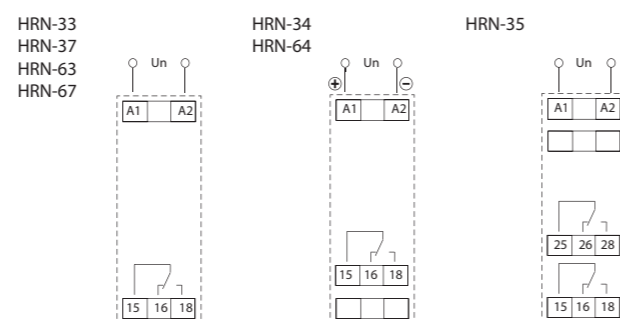 HRN-33
HRN-37
HRN-63
HRN-67
Un
A1 A2
15 16 18
HRN-34
HRN-64
Un
⊕ ⊖
A1 A2
15 16 18
HRN-35
Un
A1 A2
25 26 28
15 16 18